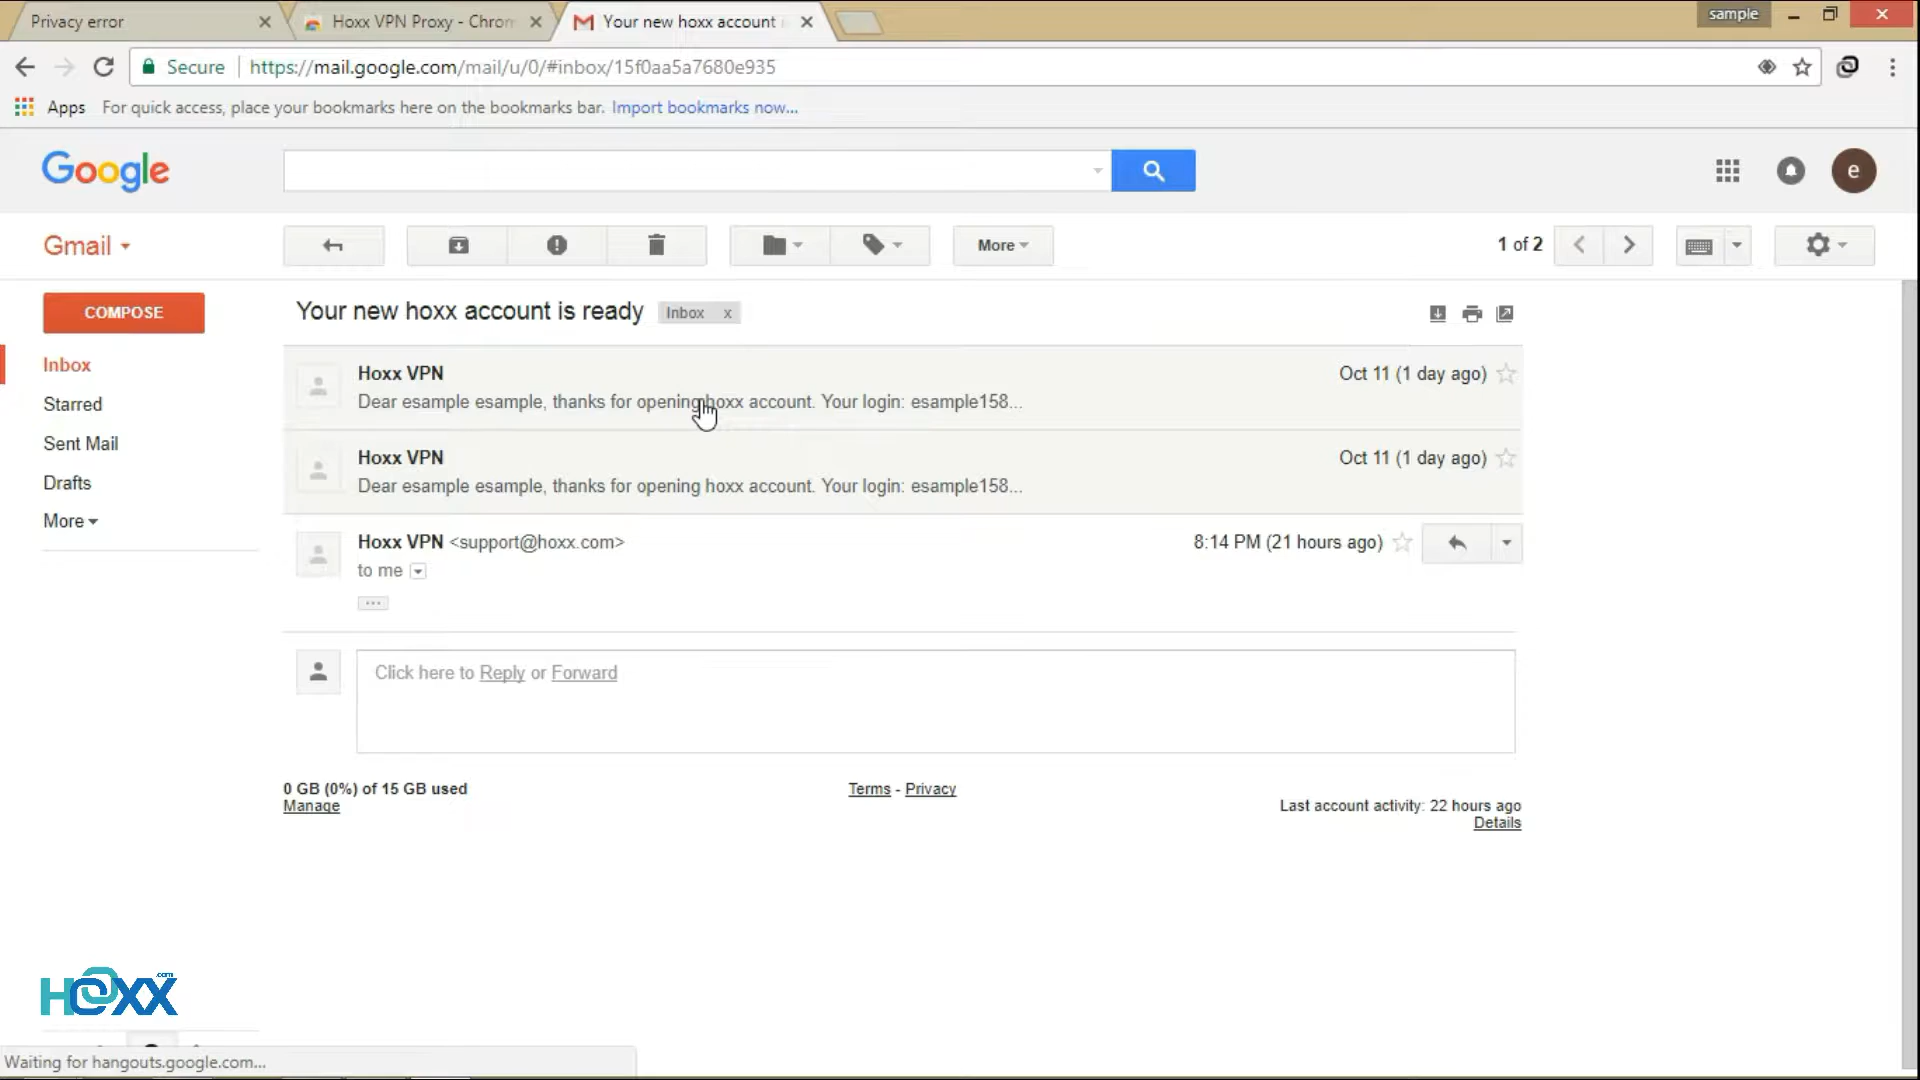 Privacy error
Hoxx VPN Proxy - Chrom
Your new hoxx account
sample
Secure
https://mail.google.com/mail/u/0/#inbox/15f0aa5a7680e935
Apps
For quick access, place your bookmarks here on the bookmarks bar. Import bookmarks now...
Google
e
Gmail
More
1 of 2
COMPOSE
Inbox
Starred
Sent Mail
Drafts
More
Your new hoxx account is ready
Inbox x
Hoxx VPN
Oct 11 (1 day ago)
Dear esample esample, thanks for opening hoxx account. Your login: esample158...
Hoxx VPN
Oct 11 (1 day ago)
Dear esample esample, thanks for opening hoxx account. Your login: esample158...
Hoxx VPN <support@hoxx.com>
8:14 PM (21 hours ago)
to me
Click here to Reply or Forward
0 GB (0%) of 15 GB used
Manage
Terms - Privacy
Last account activity: 22 hours ago
Details
HOXX.com
Waiting for hangouts.google.com...